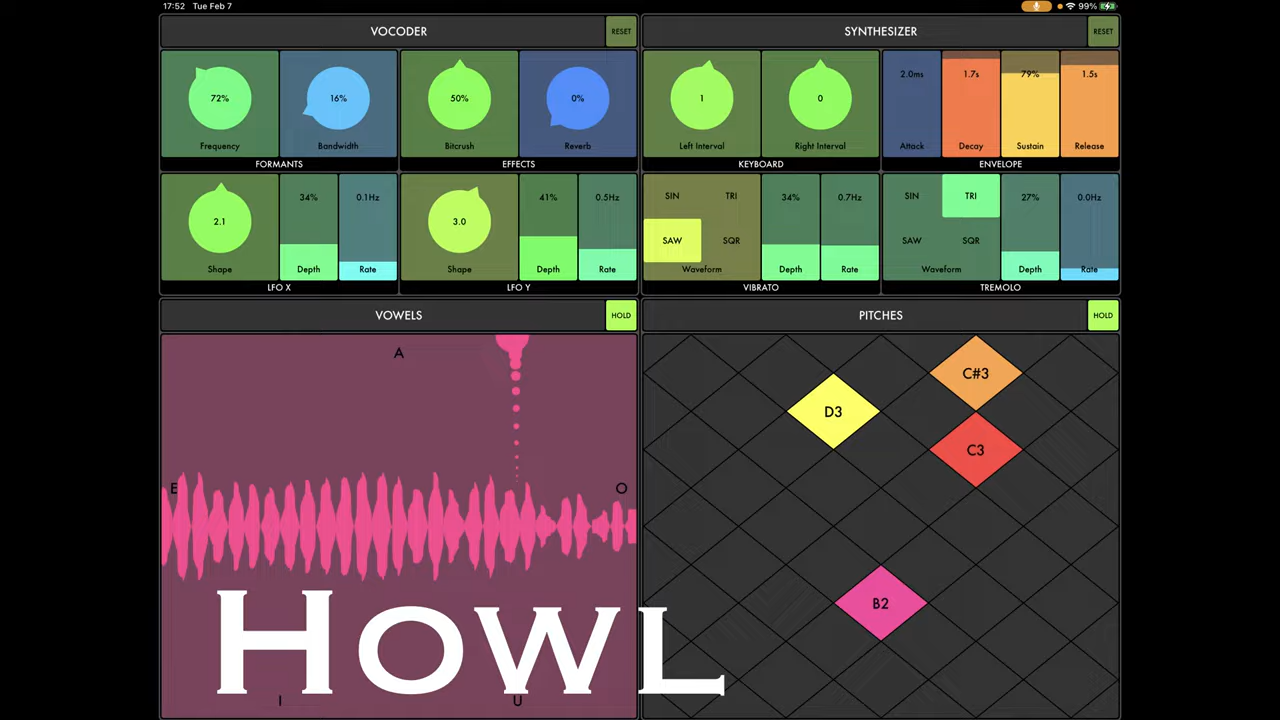 17:52 Tue Feb 7
99%
VOCODER
RESET
SYNTHESIZER
RESET
72%
16%
50%
0%
1
0
2.0ms
1.7s
79%
1.5s
Frequency
Bandwidth
Bitcrush
Reverb
Left Interval
Right Interval
Attack
Decay
Sustain
Release
FORMANTS
EFFECTS
KEYBOARD
ENVELOPE
2.1
34%
0.1Hz
3.0
41%
0.5Hz
SIN
TRI
SAW
SQR
34%
0.7Hz
SIN
TRI
SAW
SQR
27%
0.0Hz
Shape
Depth
Rate
Shape
Depth
Rate
Waveform
Depth
Rate
Waveform
Depth
Rate
LFO X
LFO Y
VIBRATO
TREMOLO
VOWELS
HOLD
PITCHES
HOLD
A
E
O
I
U
C#3
D3
C3
B2
HOWL